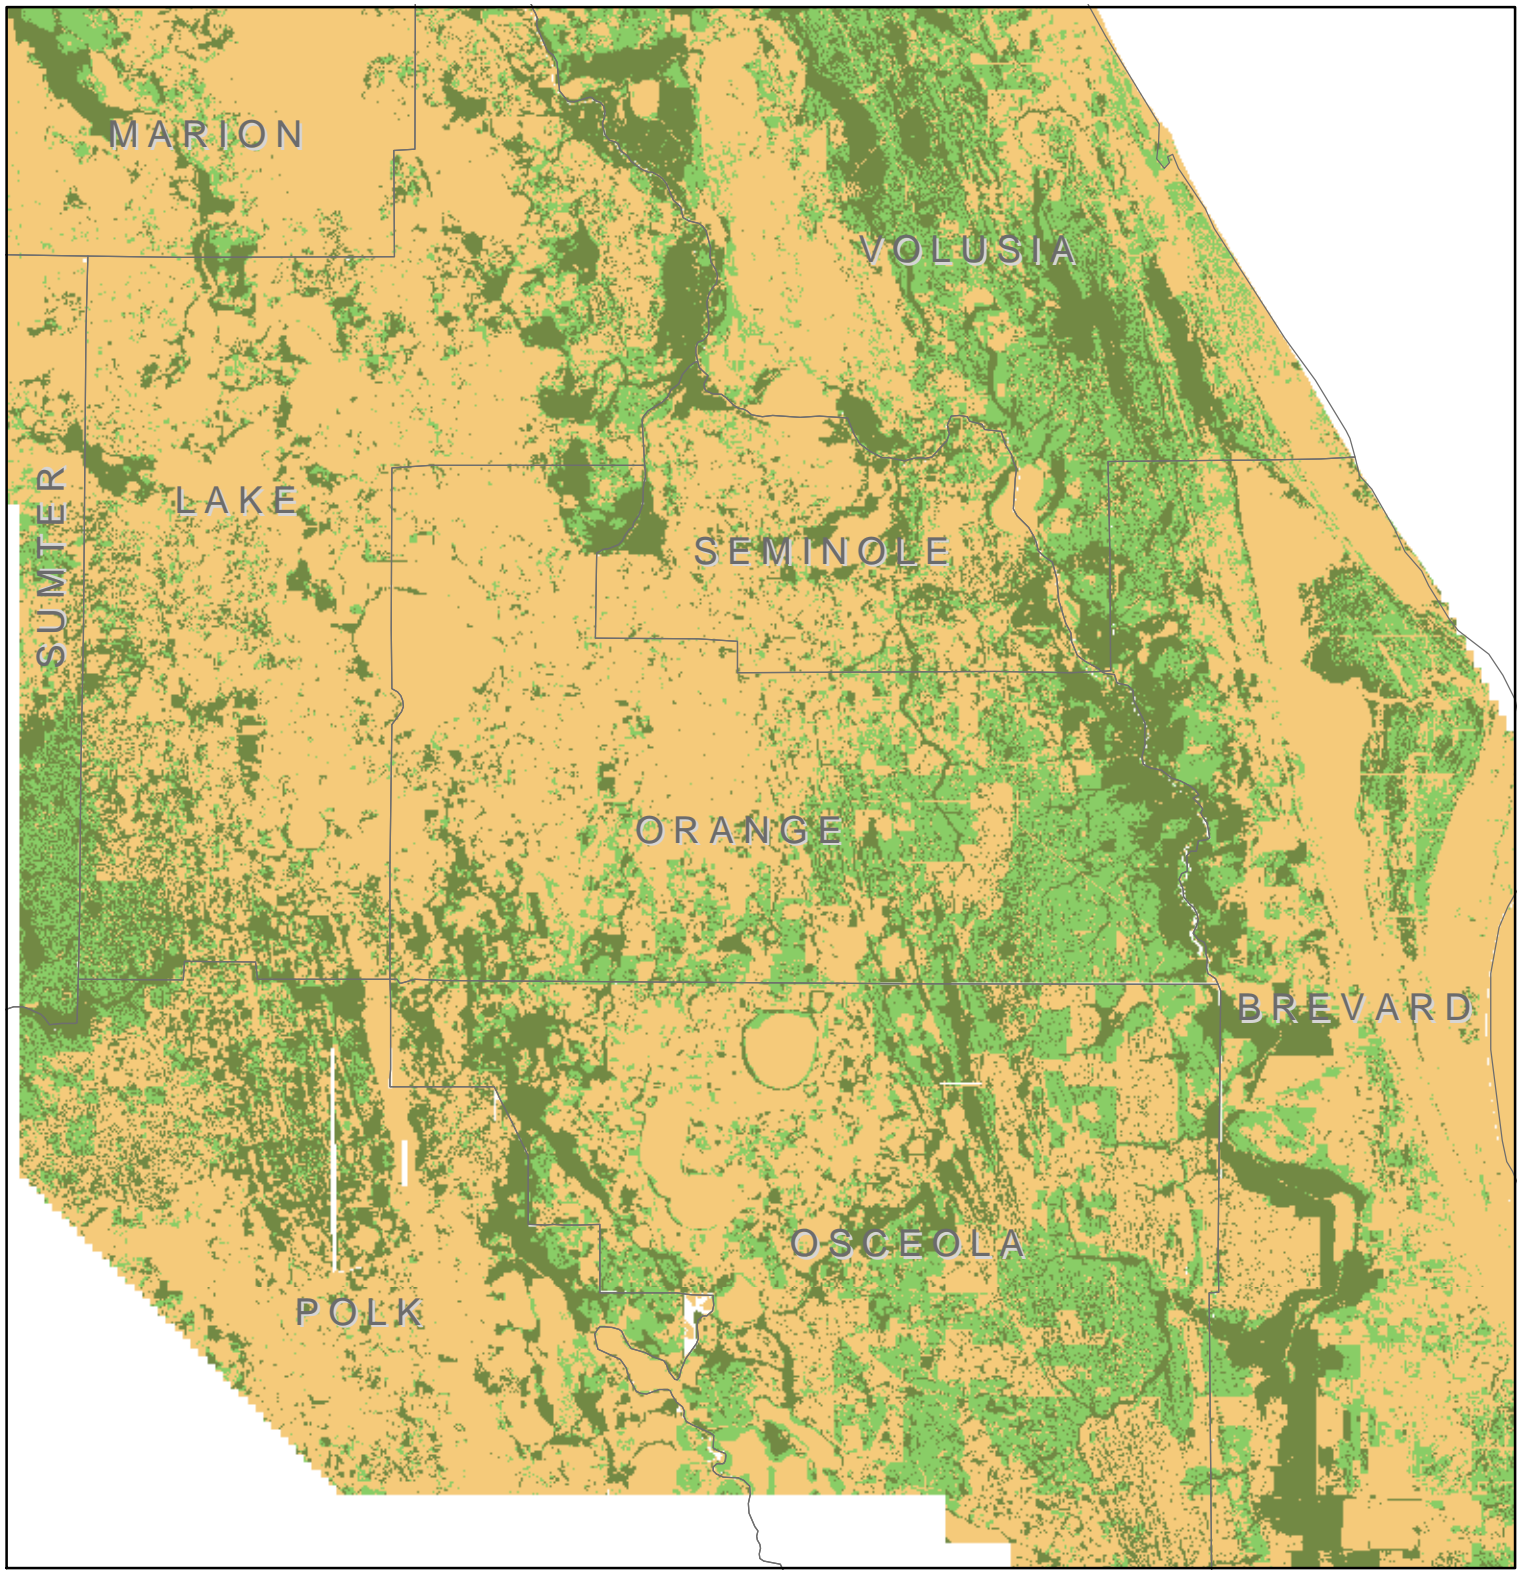 MARION
VOLUSIA
SUMTER
LAKE
SEMINOLE
ORANGE
BREVARD
OSCEOLA
POLK